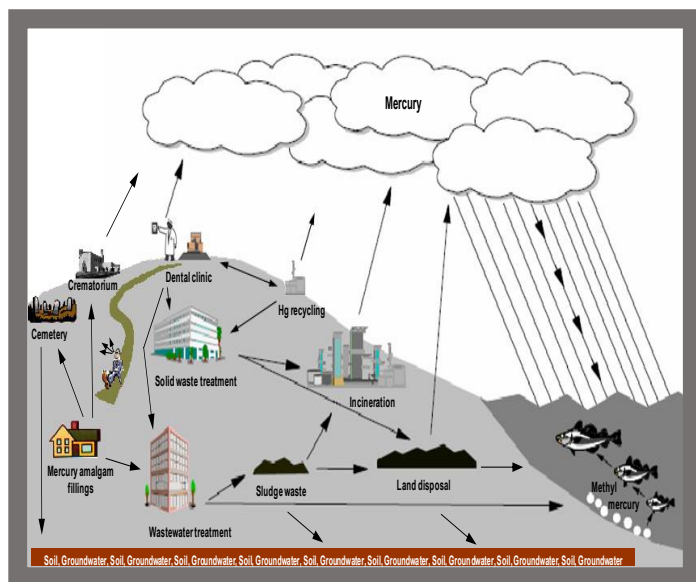 Mercury
Crematorium
Dental clinic
Hg recycling
Cemetery
Solid waste treatment
Incineration
Mercury amalgam
fillings
Sludge waste
Land disposal
Methyl
mercury
Wastewater treatment
Soil, Groundwater, Soil, Groundwater, Soil, Groundwater, Soil, Groundwater, Soil, Groundwater, Soil, Groundwater, Soil, Groundwater, Soil, Groundwater, Soil, Groundwater